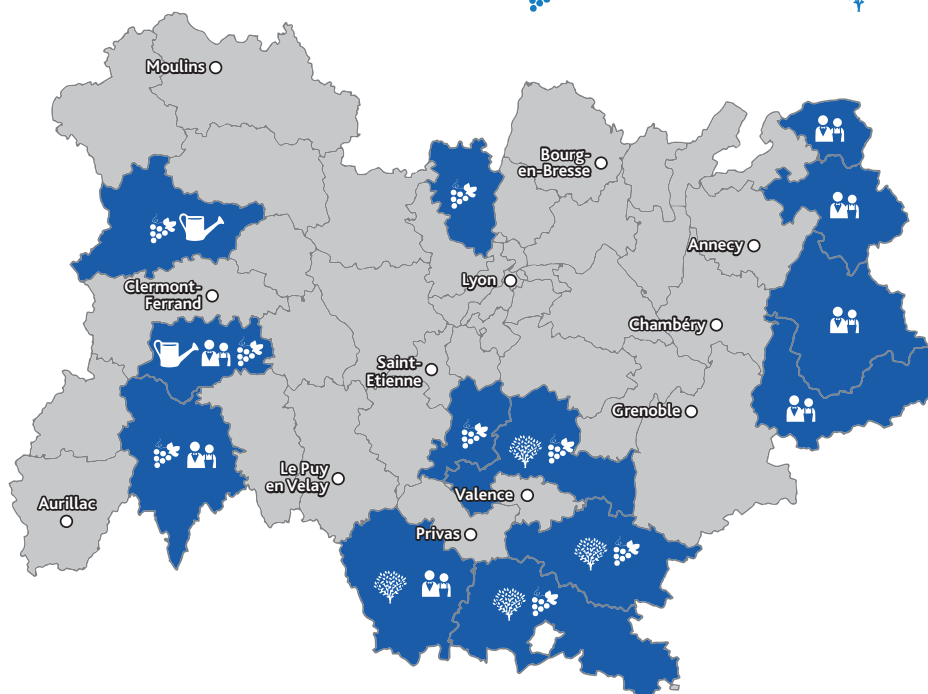 Moulins
Bourg-
en-Bresse
Annecy
Lyon
Clermont-
Ferrand
Chambéry
Saint-
Etienne
Grenoble
Le Puy
en Velay
Valence
Aurillac
Privas